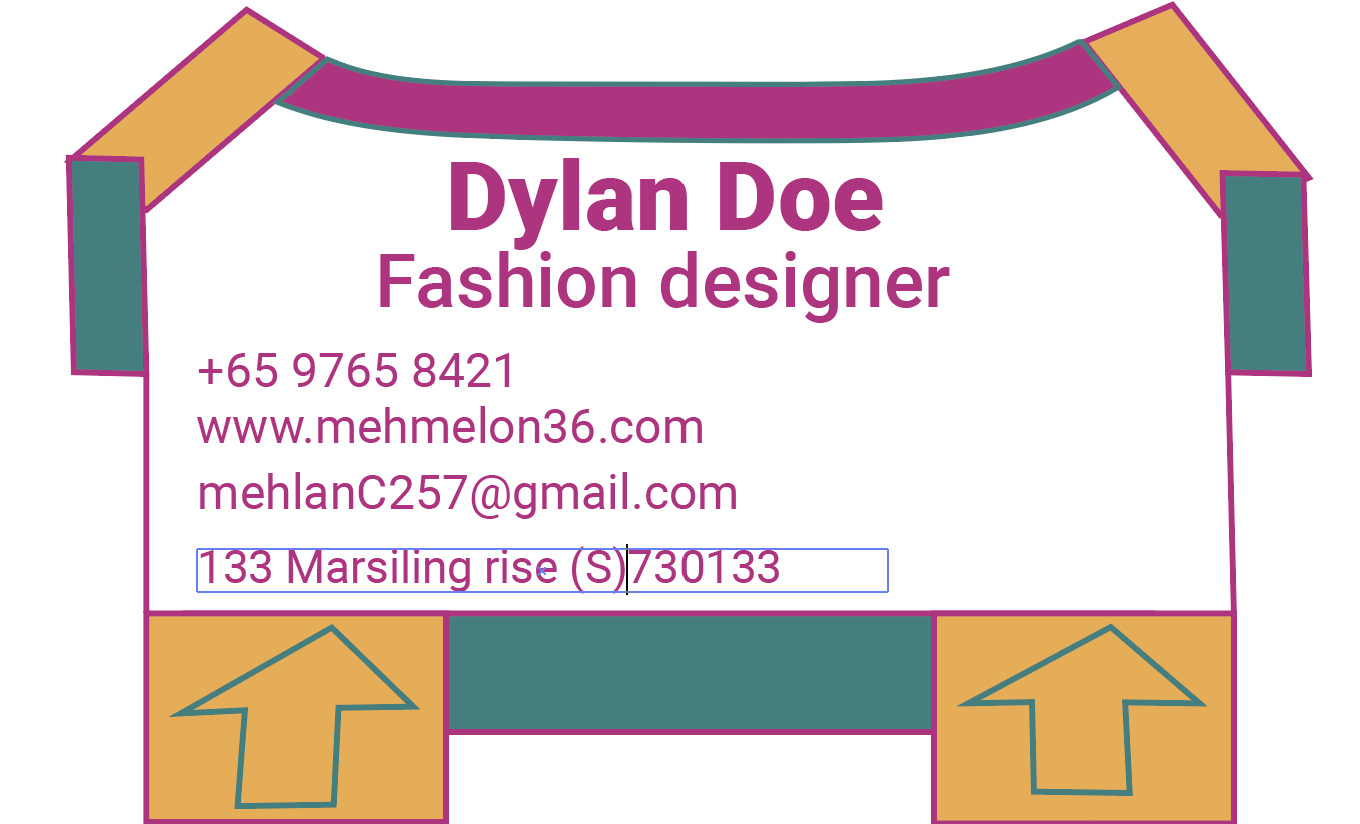 Dylan Doe
Fashion designer
+65 9765 8421
www.mehmelon36.com
mehlanC257@gmail.com
133 Marsiling rise (S)730133